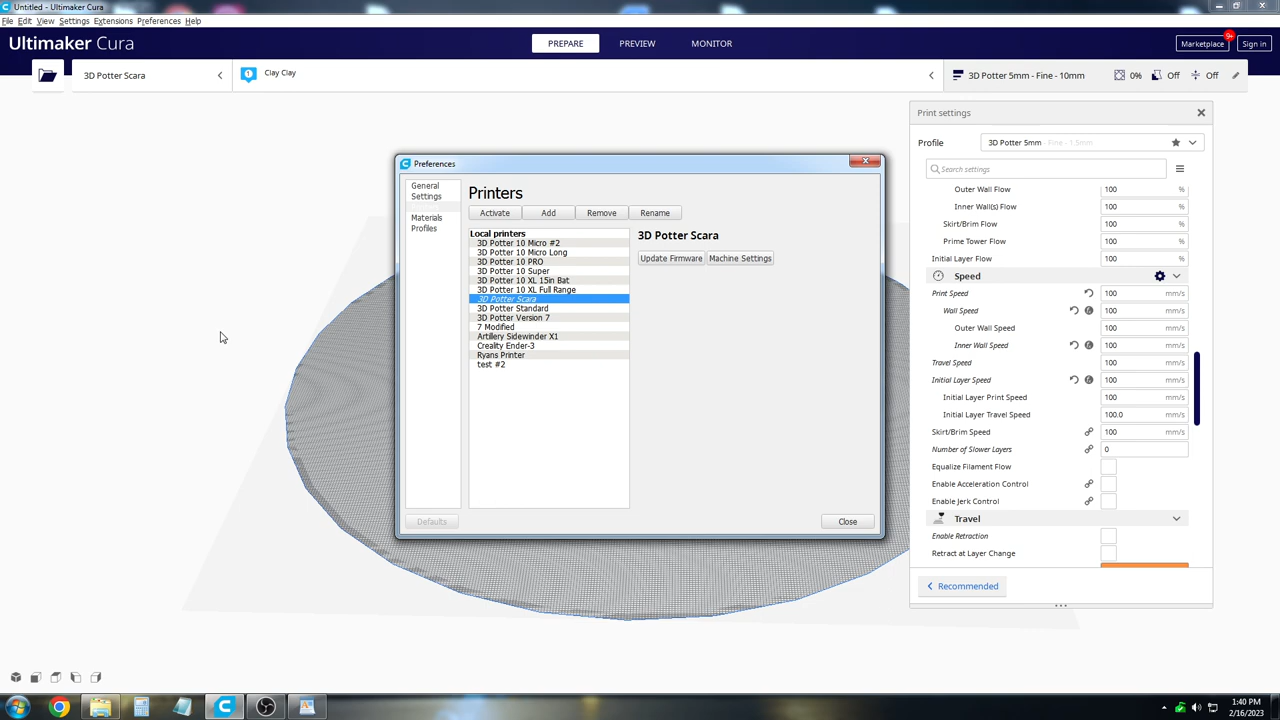 Untitled - Ultimaker Cura
File Edit View Settings Extensions Preferences Help
Ultimaker Cura
PREPARE
PREVIEW
MONITOR
Marketplace
9+
Sign in
3D Potter Scara
1
Clay Clay
3D Potter 5mm - Fine - 10mm
0%
Off
Off
Print settings
Profile
3D Potter 5mm - Fine - 1.5mm
Search settings
Outer Wall Flow 100 %
Inner Wall(s) Flow 100 %
Skirt/Brim Flow 100 %
Prime Tower Flow 100 %
Initial Layer Flow 100 %
Speed
Print Speed 100 mm/s
Wall Speed 100 mm/s
Outer Wall Speed 100 mm/s
Inner Wall Speed 100 mm/s
Travel Speed 100 mm/s
Initial Layer Speed 100 mm/s
Initial Layer Print Speed 100 mm/s
Initial Layer Travel Speed 100.0 mm/s
Skirt/Brim Speed 100 mm/s
Number of Slower Layers 0
Equalize Filament Flow
Enable Acceleration Control
Enable Jerk Control
Travel
Enable Retraction
Retract at Layer Change
Recommended
Preferences
General
Settings
Materials
Profiles
Defaults
Printers
Activate
Add
Remove
Rename
Local printers
3D Potter 10 Micro #2
3D Potter 10 Micro Long
3D Potter 10 PRO
3D Potter 10 Super
3D Potter 10 XL 15in Bat
3D Potter 10 XL Full Range
3D Potter Scara
3D Potter Standard
3D Potter Version 7
7 Modified
Artillery Sidewinder X1
Creality Ender-3
Ryans Printer
test #2
3D Potter Scara
Update Firmware
Machine Settings
Close
1:40 PM
2/16/2023